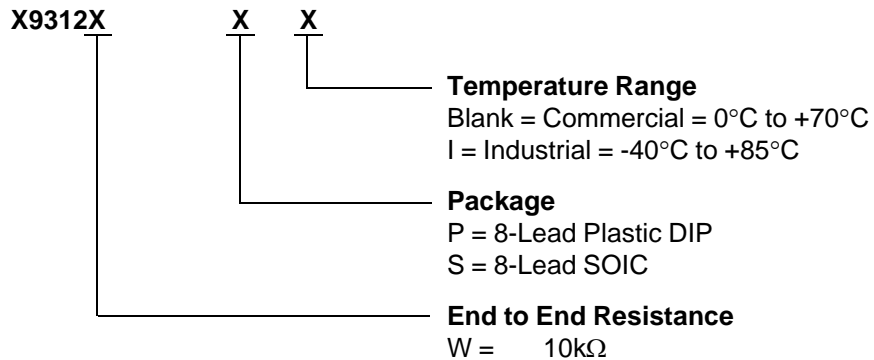 X9312X X X
Temperature Range
Blank = Commercial = 0°C to +70°C
I = Industrial = -40°C to +85°C
Package
P = 8-Lead Plastic DIP
S = 8-Lead SOIC
End to End Resistance
W = 10kΩ